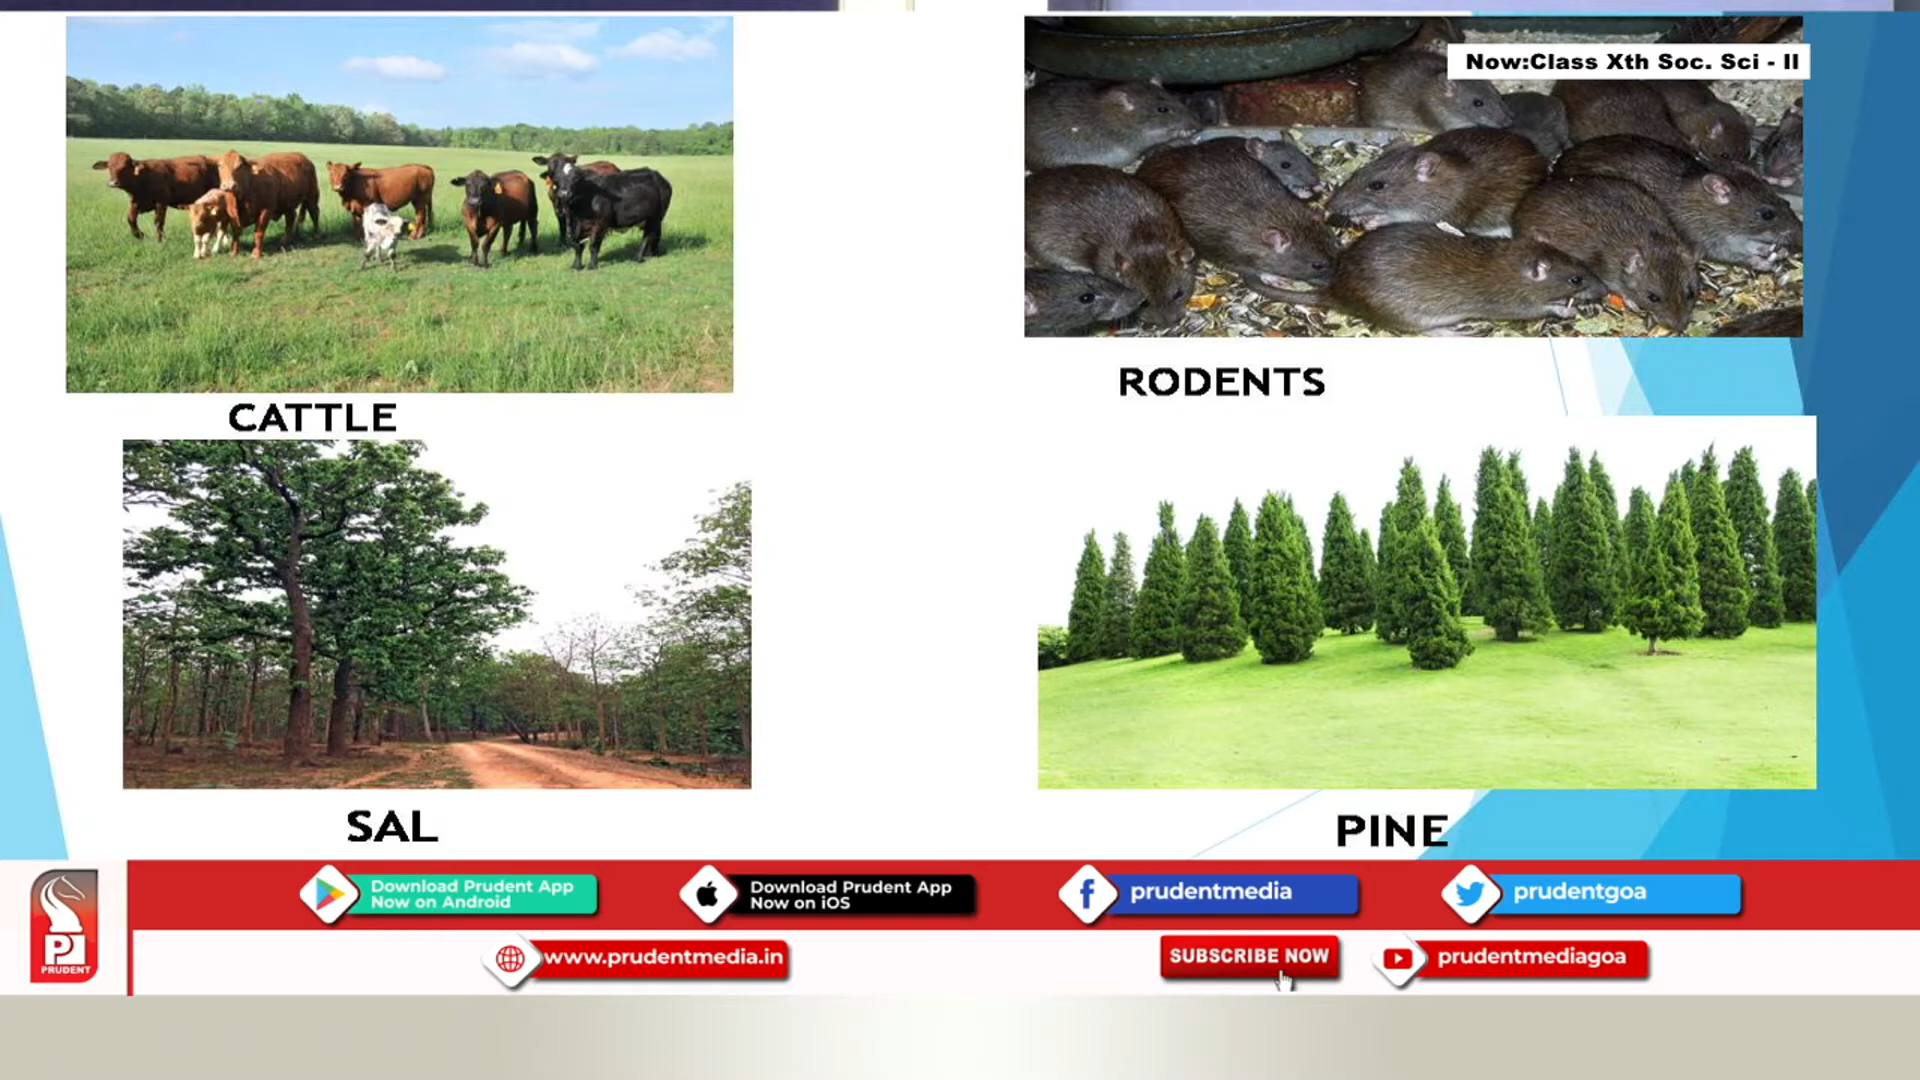 Now:Class Xth Soc. Sci - II
RODENTS
CATTLE
SAL
PINE
Download Prudent App
Now on Android
Download Prudent App
Now on iOS
prudentmedia
prudentgoa
PRUDENT
www.prudentmedia.in
SUBSCRIBE NOW
prudentmediagoa